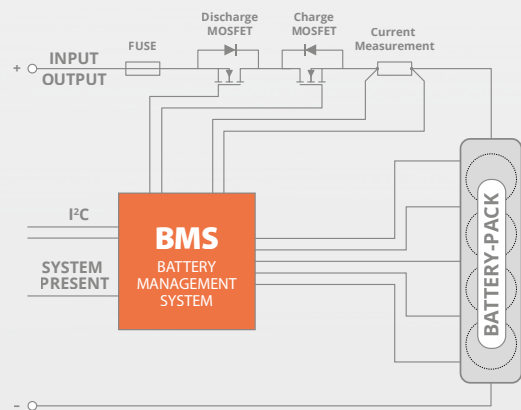 Discharge
MOSFET
Charge
MOSFET
Current
Measurement
FUSE
+
INPUT
OUTPUT
I²C
SYSTEM
PRESENT
BMS
BATTERY
MANAGEMENT
SYSTEM
BATTERY-PACK
-